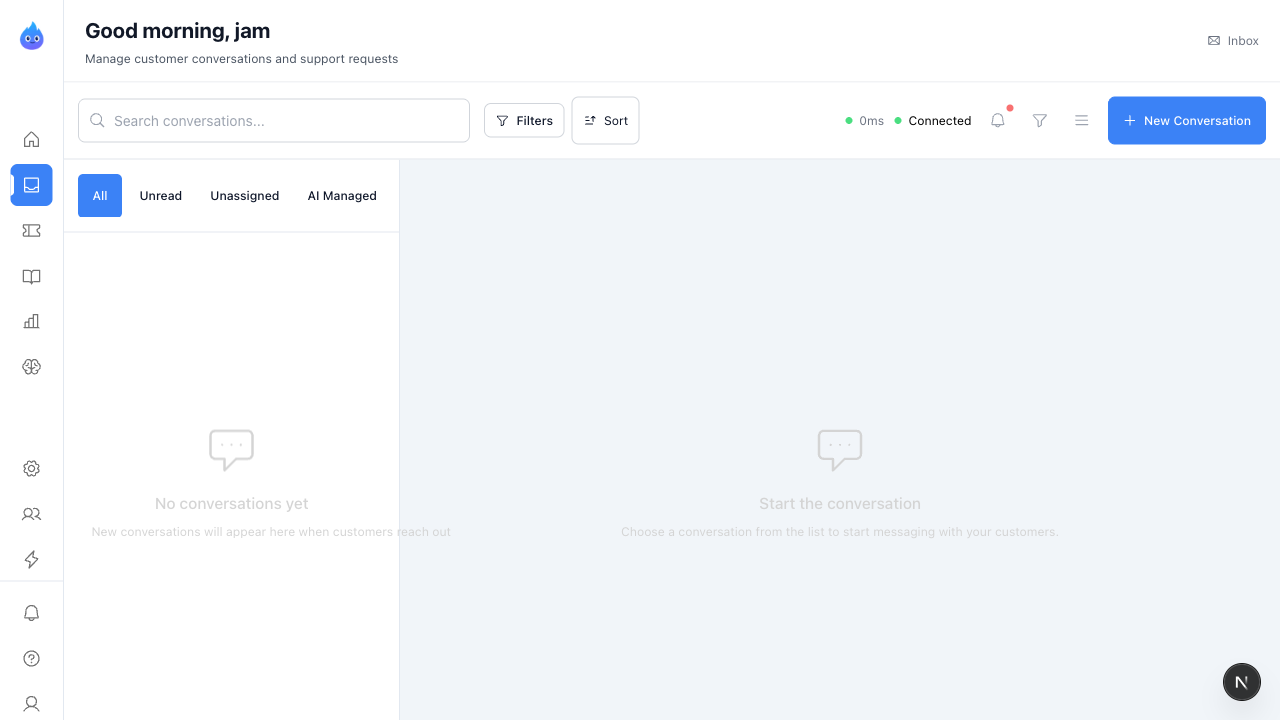 Good morning, jam
Manage customer conversations and support requests
Inbox
Search conversations...
Filters
Sort
0ms
Connected
New Conversation
All
Unread
Unassigned
AI Managed
No conversations yet
New conversations will appear here when customers reach out
Start the conversation
Choose a conversation from the list to start messaging with your customers.
N